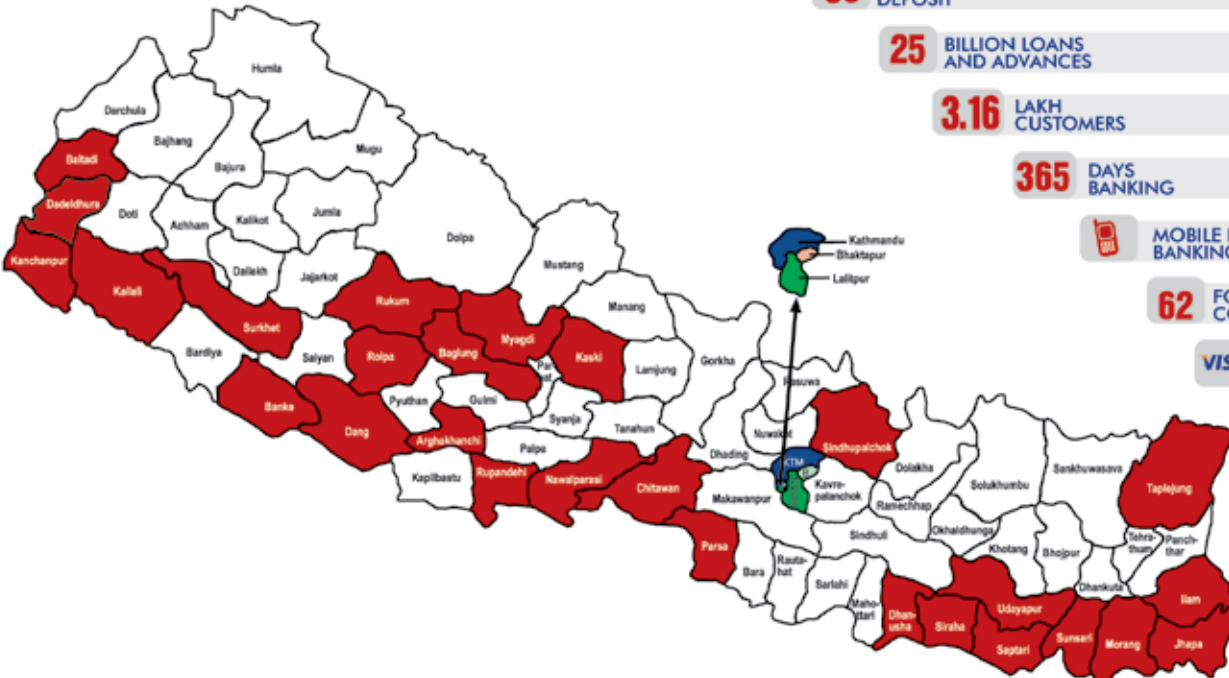 DEPOSIT
25 BILLION LOANS
AND ADVANCES
3.16 LAKH
CUSTOMERS
365 DAYS
BANKING
MOBILE
BANKING
62
Humla
Darchula
Bajhang
Mugu
Baitadi
Bajura
Dadeldhura
Doti
Achham
Kalikot
Jumla
Dolpa
Kanchanpur
Kailali
Dailekh
Jajarkot
Mustang
Kathmandu
Bhaktapur
Lalitpur
Surkhet
Rukum
Manang
Bardiya
Salyan
Rolpa
Baglung
Myagdi
Par-
bat
Kaski
Lamjung
Gorkha
Rasuwa
Banke
Dang
Pyuthan
Gulmi
Syanja
Tanahun
Nuwakot
Sindhupalchok
Arghakhanchi
Palpa
Dhading
KTM
Dolakha
Sankhuwasava
Kapilbastu
Rupandehi
Nawalparasi
Chitawan
Makawanpur
Kavre-
palanchok
Solukhumbu
Taplejung
Ramechhap
Parsa
Bara
Rauta-
hat
Sindhuli
Okhaldhunga
Khotang
Bhojpur
Tehra-
thum
Panch-
thar
Sarlahi
Maho-
ttari
Dhankuta
Dhan-
usha
Siraha
Udayapur
Saptari
Sunsari
Morang
Ilam
Jhapa